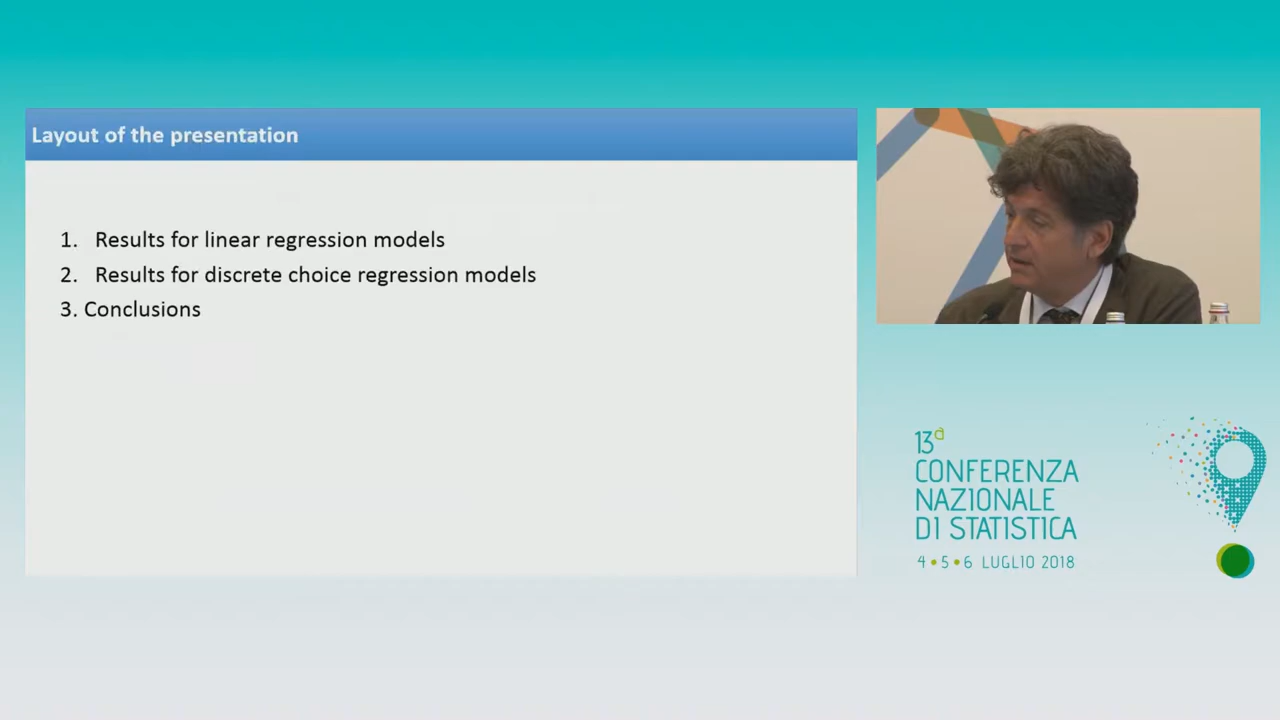 Layout of the presentation
1. Results for linear regression models
2. Results for discrete choice regression models
3. Conclusions
13ª
CONFERENZA
NAZIONALE
DI STATISTICA
4•5•6 LUGLIO 2018